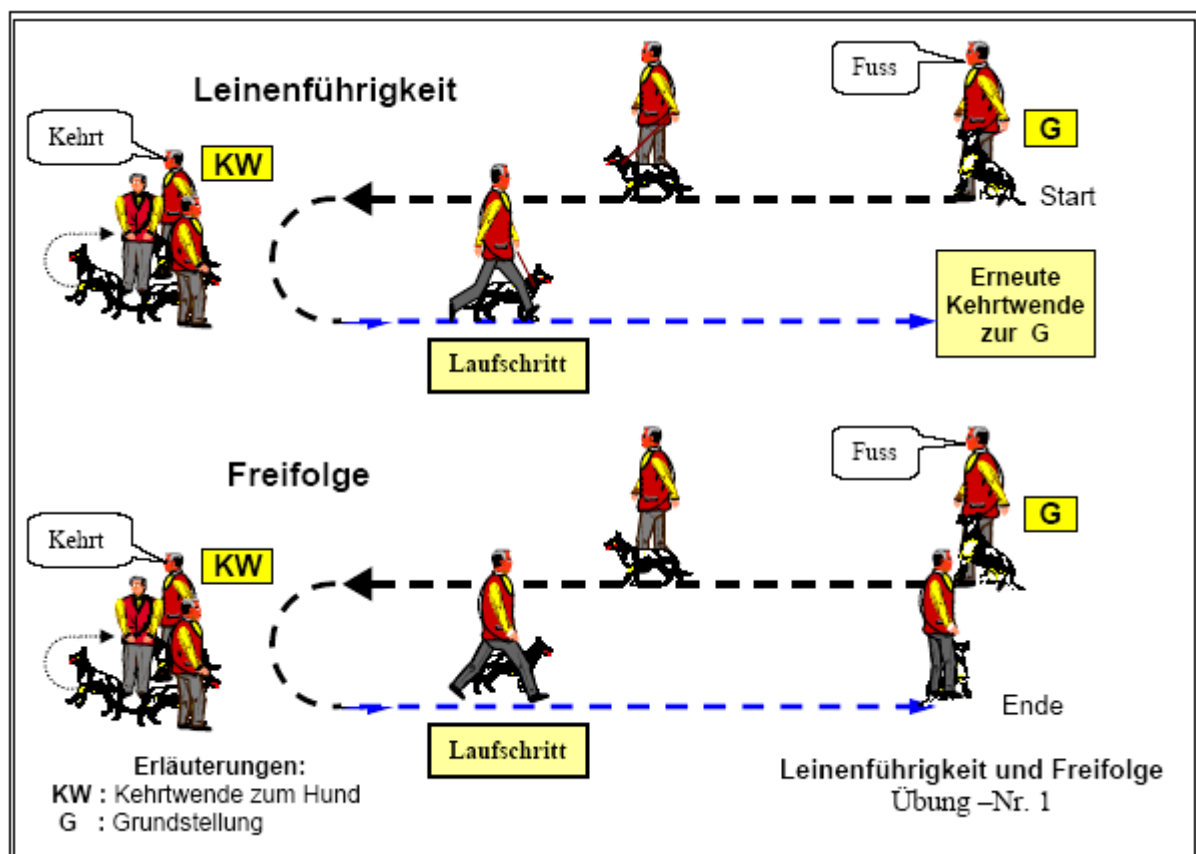 Leinenführigkeit
Fuss
Kehrt
KW
G
Start
Erneute
Kehrtwende
zur G
Laufschritt
Freifolge
Fuss
Kehrt
KW
G
Ende
Laufschritt
Erläuterungen:
KW : Kehrtwende zum Hund
G : Grundstellung
Leinenführigkeit und Freifolge
Übung –Nr. 1